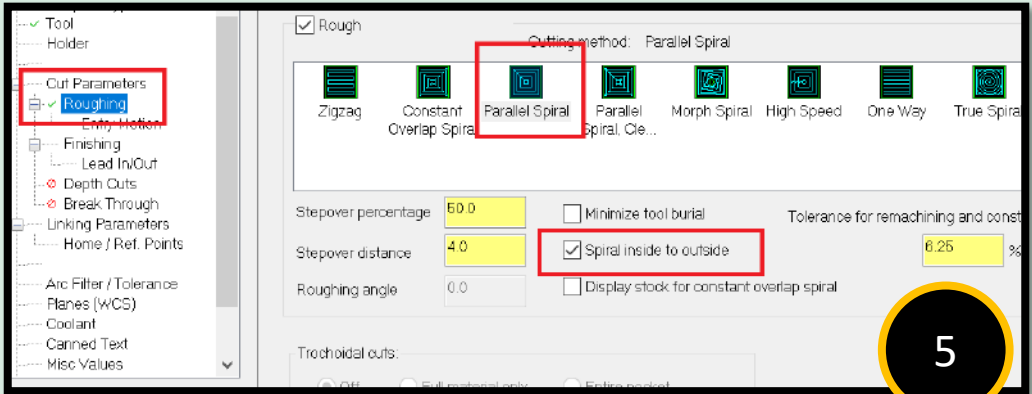 Tool
Holder
Cut Parameters
Roughing
Entry Motion
Finishing
Lead In/Out
Depth Cuts
Break Through
Linking Parameters
Home / Ref. Points
Arc Filter / Tolerance
Planes (WCS)
Coolant
Canned Text
Misc Values
Rough
Cutting method: Parallel Spiral
Zigzag
Constant
Overlap Spira
Parallel Spiral
Parallel
Spiral, Cle...
Morph Spiral
High Speed
One Way
True Spira
Stepover percentage 50.0
Minimize tool burial
Tolerance for remachining and const
Stepover distance 4.0
Spiral inside to outside
6.25 %
Roughing angle 0.0
Display stock for constant overlap spiral
Trochoidal cuts:
Off
Full material only
Entire pocket
5